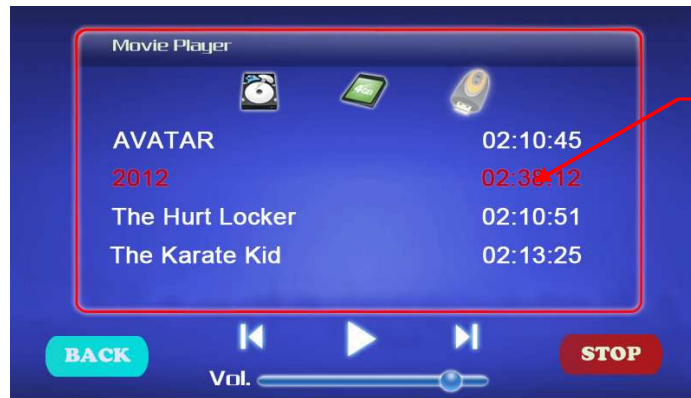 Movie Player
AVATAR 02:10:45
2012 02:38:12
The Hurt Locker 02:10:51
The Karate Kid 02:13:25
BACK
STOP
Vol.